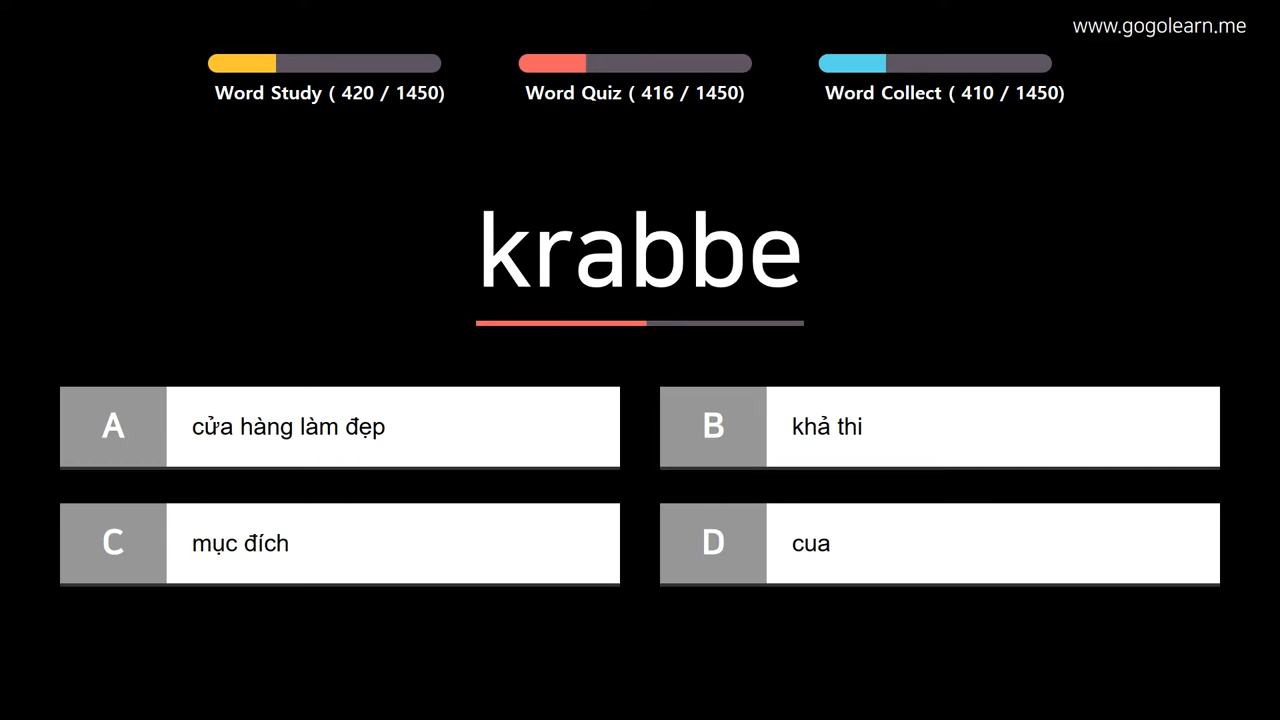 www.gogolearn.me
Word Study ( 420 / 1450)
Word Quiz ( 416 / 1450)
Word Collect ( 410 / 1450)
krabbe
A cửa hàng làm đẹp
B khả thi
C mục đích
D cua